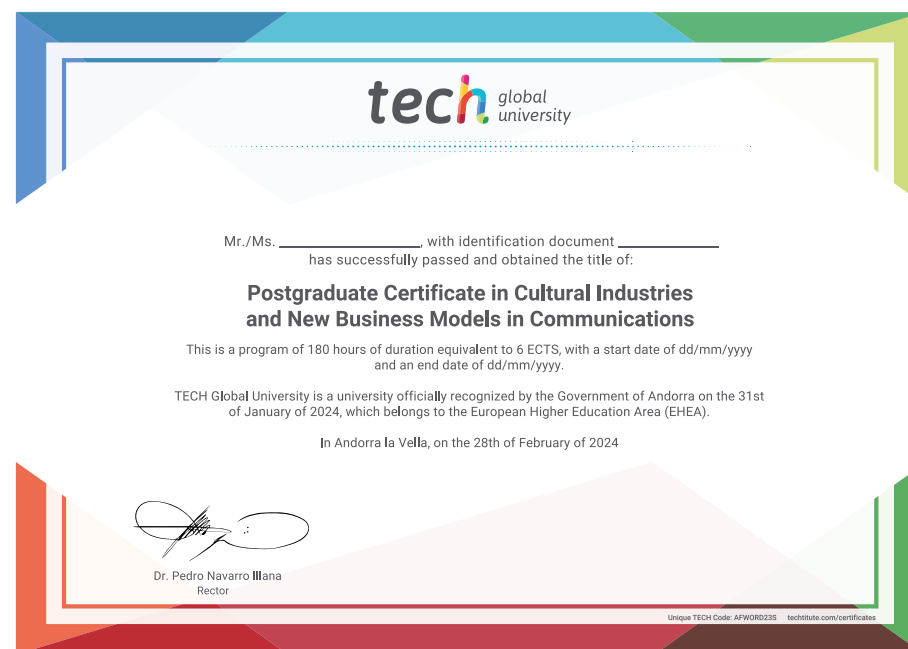 tech global university
Mr./Ms. ____________________, with identification document ______________
has successfully passed and obtained the title of:
Postgraduate Certificate in Cultural Industries
and New Business Models in Communications
This is a program of 180 hours of duration equivalent to 6 ECTS, with a start date of dd/mm/yyyy
and an end date of dd/mm/yyyy.
TECH Global University is a university officially recognized by the Government of Andorra on the 31st
of January of 2024, which belongs to the European Higher Education Area (EHEA).
In Andorra la Vella, on the 28th of February of 2024
Dr. Pedro Navarro Illana
Rector
Unique TECH Code: AFWORD23S techtitute.com/certificates